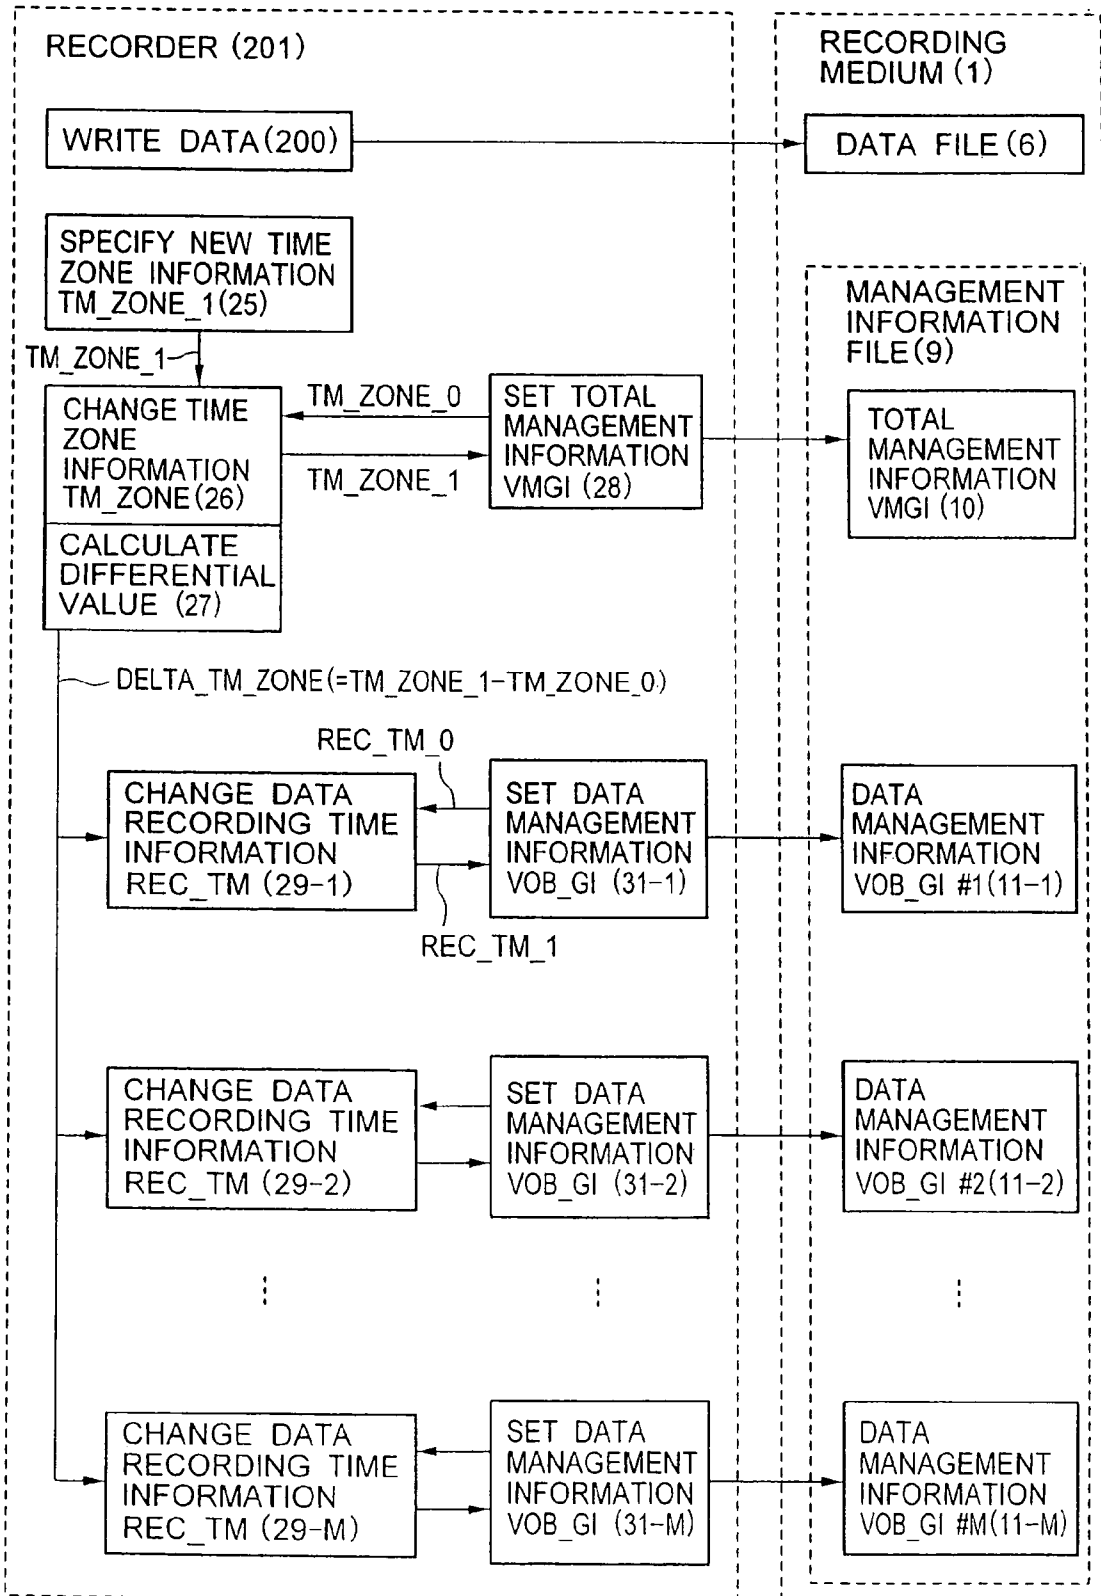 RECORDER (201)
RECORDING
MEDIUM (1)
WRITE DATA (200)
DATA FILE (6)
SPECIFY NEW TIME
ZONE INFORMATION
TM_ZONE_1(25)
MANAGEMENT
INFORMATION
FILE(9)
TM_ZONE_1
CHANGE TIME
ZONE
INFORMATION
TM_ZONE(26)
TM_ZONE_0
TM_ZONE_1
SET TOTAL
MANAGEMENT
INFORMATION
VMGI (28)
TOTAL
MANAGEMENT
INFORMATION
VMGI (10)
CALCULATE
DIFFERENTIAL
VALUE (27)
DELTA_TM_ZONE(=TM_ZONE_1-TM_ZONE_0)
REC_TM_0
CHANGE DATA
RECORDING TIME
INFORMATION
REC_TM (29-1)
SET DATA
MANAGEMENT
INFORMATION
VOB_GI (31-1)
DATA
MANAGEMENT
INFORMATION
VOB_GI #1(11-1)
REC_TM_1
CHANGE DATA
RECORDING TIME
INFORMATION
REC_TM (29-2)
SET DATA
MANAGEMENT
INFORMATION
VOB_GI (31-2)
DATA
MANAGEMENT
INFORMATION
VOB_GI #2(11-2)
CHANGE DATA
RECORDING TIME
INFORMATION
REC_TM (29-M)
SET DATA
MANAGEMENT
INFORMATION
VOB_GI (31-M)
DATA
MANAGEMENT
INFORMATION
VOB_GI #M(11-M)